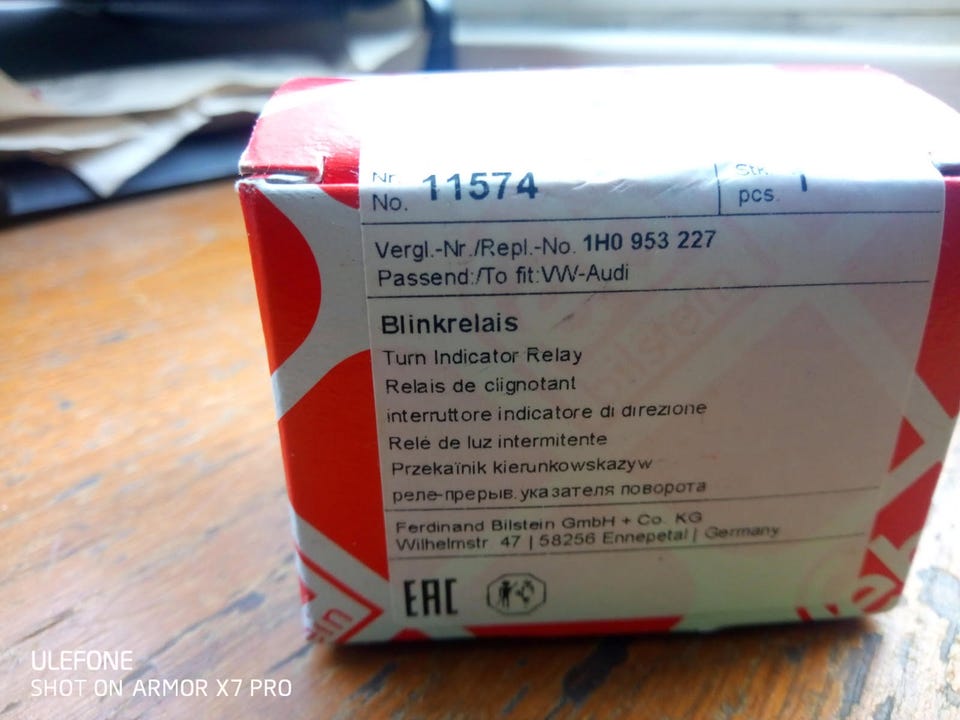 Nr.
No. 11574
Stk.
pcs. 1
Vergl.-Nr./Repl.-No. 1H0 953 227
Passend:/To fit:VW-Audi
Blinkrelais
Turn Indicator Relay
Relais de clignotant
interruttore indicatore di direzione
Relé de luz intermitente
Przekaïnik kierunkowskazyw
реле-прерыв.указателя поворота
Ferdinand Bilstein GmbH + Co. KG
Wilhelmstr. 47 | 58256 Ennepetal | Germany
EAC
bilstein
ULEFONE
SHOT ON ARMOR X7 PRO